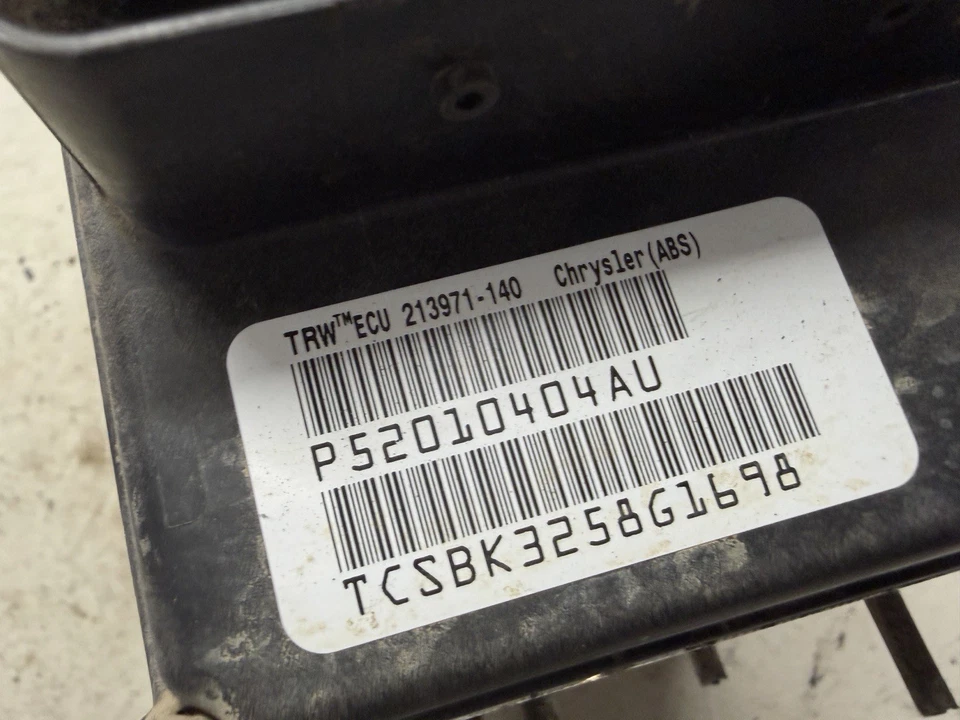 TRW™ECU 213971-140 Chrysler(ABS)
P52010404AU
TCSBK3258G1698